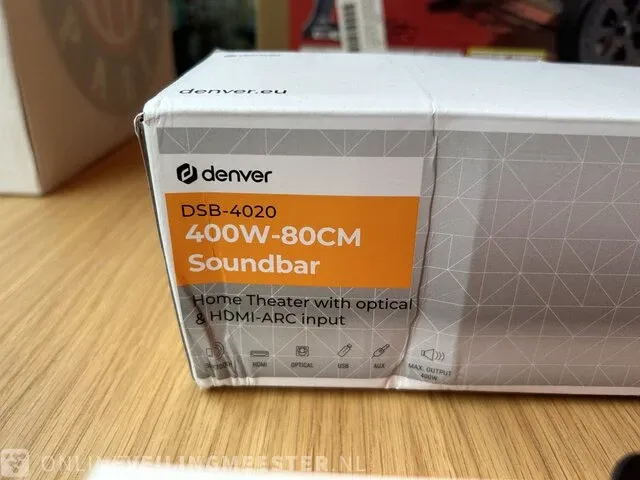 denver.eu
denver
DSB-4020
400W-80CM
Soundbar
Home Theater with optical
& HDMI-ARC input
HDMI
OPTICAL
USB
AUX
MAX. OUTPUT
400W
ONLINEVEILINGMEESTER.NL